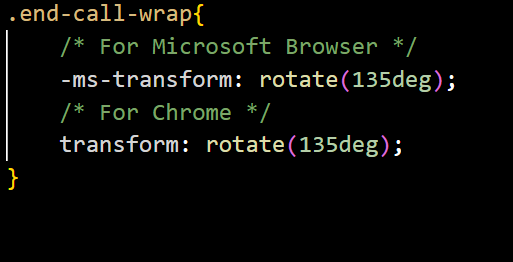 .end-call-wrap{
/* For Microsoft Browser */
-ms-transform: rotate(135deg);
/* For Chrome */
transform: rotate(135deg);
}